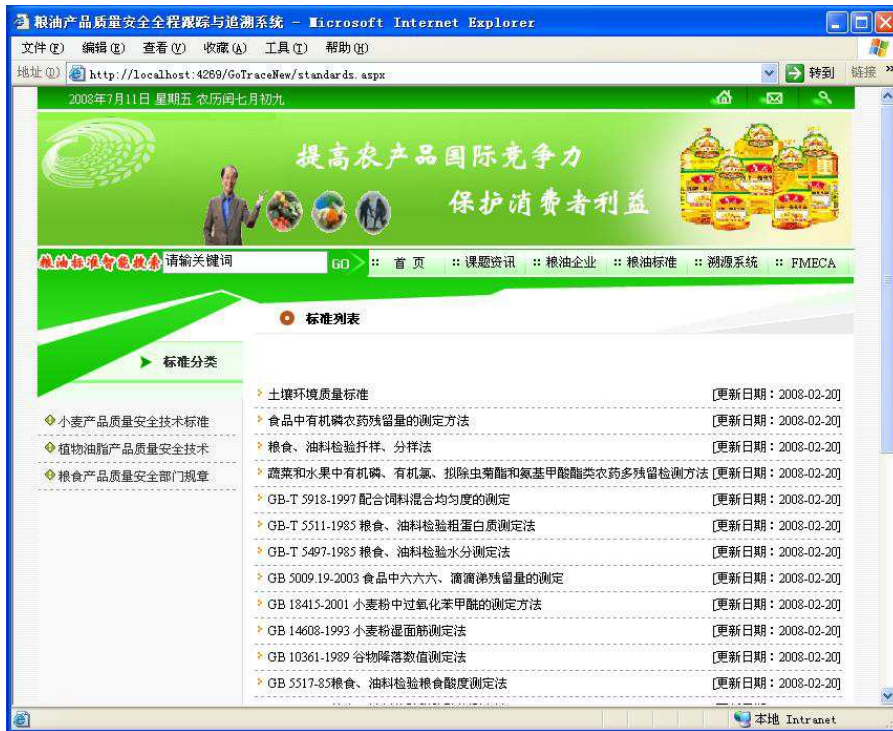 粮油产品质量安全全程跟踪与追溯系统 - Microsoft Internet Explorer
文件(F) 编辑(E) 查看(V) 收藏(A) 工具(T) 帮助(H)
地址(D) http://localhost:4269/GoTraceNew/standards.aspx 转到 链接 »
2008年7月11日 星期五 农历闰七月初九
提高农产品国际竞争力
保护消费者利益
粮油标准智能搜索 请输关键词 GO :: 首 页 :: 课题资讯 :: 粮油企业 :: 粮油标准 :: 溯源系统 :: FMECA
标准列表
标准分类
小麦产品质量安全技术标准
植物油脂产品质量安全技术
粮食产品质量安全部门规章
土壤环境质量标准 [更新日期：2008-02-20]
食品中有机磷农药残留量的测定方法 [更新日期：2008-02-20]
粮食、油料检验扦样、分样法 [更新日期：2008-02-20]
蔬菜和水果中有机磷、有机氯、拟除虫菊酯和氨基甲酸酯类农药多残留检测方法 [更新日期：2008-02-20]
GB-T 5918-1997 配合饲料混合均匀度的测定 [更新日期：2008-02-20]
GB-T 5511-1985 粮食、油料检验粗蛋白质测定法 [更新日期：2008-02-20]
GB-T 5497-1985 粮食、油料检验水分测定法 [更新日期：2008-02-20]
GB 5009.19-2003 食品中六六六、滴滴涕残留量的测定 [更新日期：2008-02-20]
GB 18415-2001 小麦粉中过氧化苯甲酰的测定方法 [更新日期：2008-02-20]
GB 14608-1993 小麦粉湿面筋测定法 [更新日期：2008-02-20]
GB 10361-1989 谷物降落数值测定法 [更新日期：2008-02-20]
GB 5517-85粮食、油料检验粮食酸度测定法 [更新日期：2008-02-20]
本地 Intranet